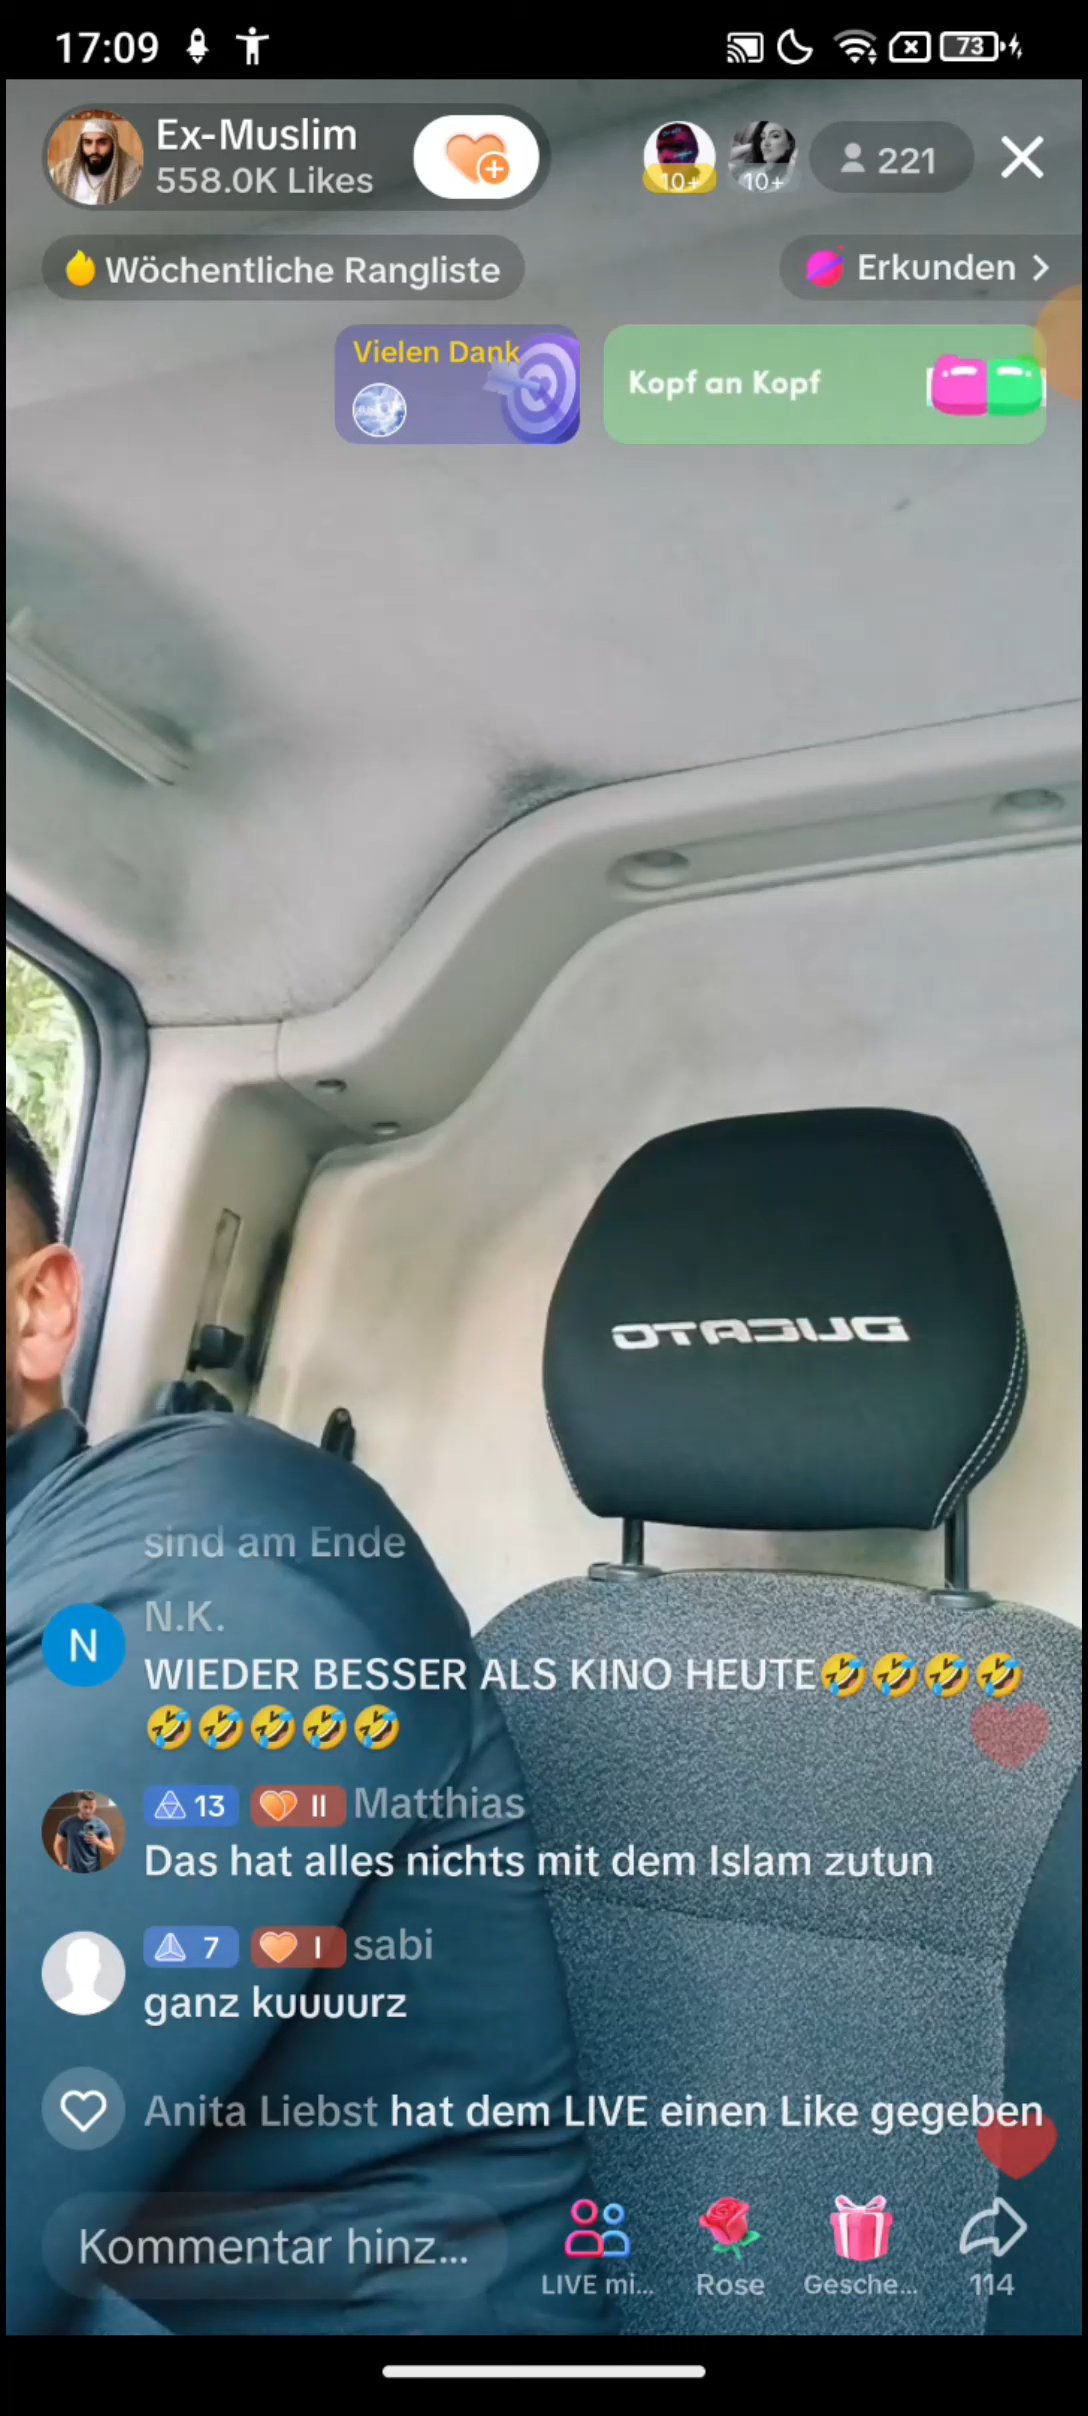 17:09
73
Ex-Muslim
558.0K Likes
10+
10+
221
Wöchentliche Rangliste
Erkunden
Vielen Dank
Kopf an Kopf
DUCATO
sind am Ende
N
N.K.
WIEDER BESSER ALS KINO HEUTE🤣🤣🤣🤣
🤣🤣🤣🤣🤣
13 II Matthias
Das hat alles nichts mit dem Islam zutun
7 I sabi
ganz kuuuurz
Anita Liebst hat dem LIVE einen Like gegeben
Kommentar hinz...
LIVE mi...
Rose
Gesche...
114